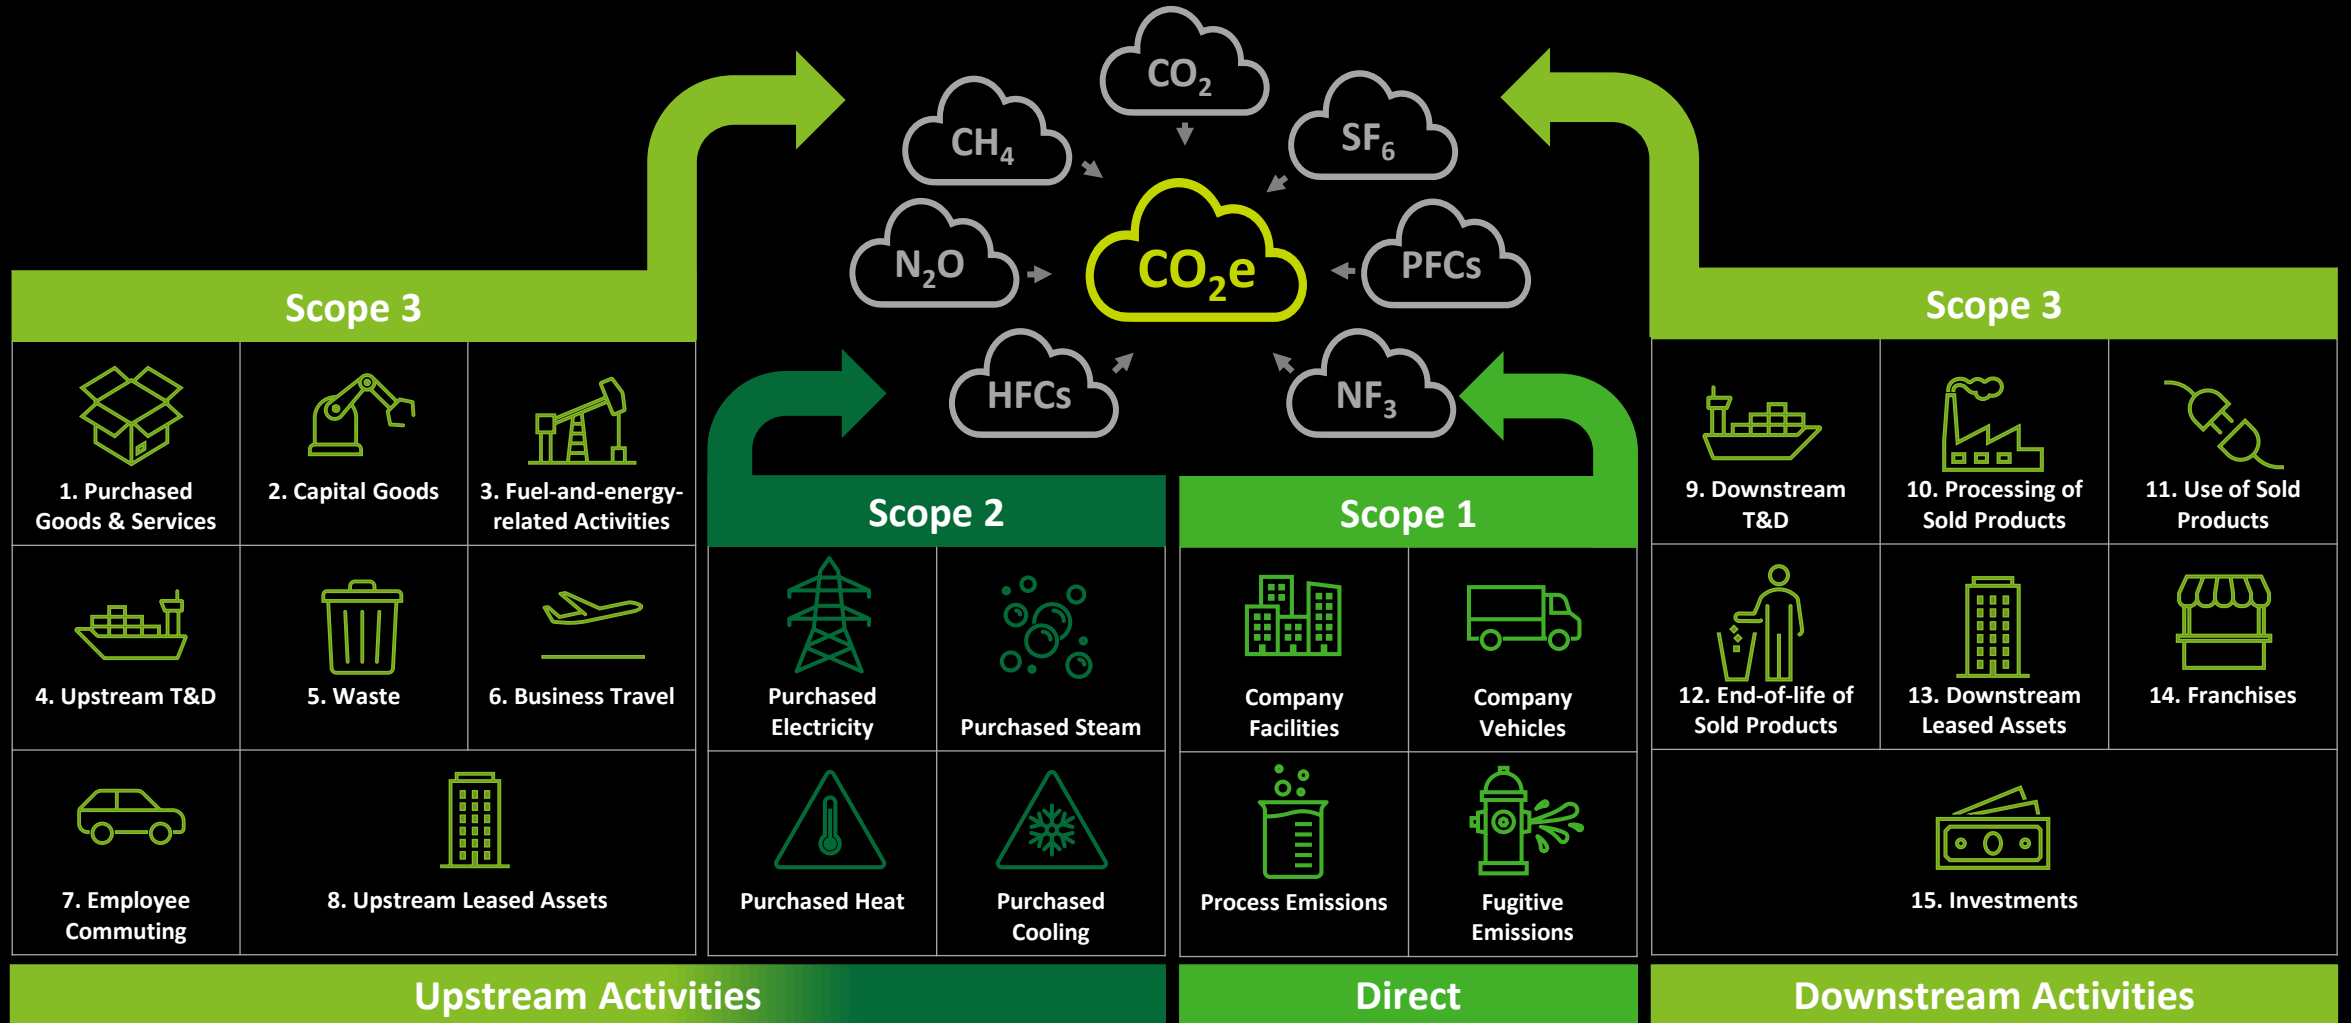 CO₂
CH₄
SF₆
N₂O
CO₂e
PFCs
HFCs
NF₃
Scope 3
1. Purchased
Goods & Services
2. Capital Goods
3. Fuel-and-energy-
related Activities
4. Upstream T&D
5. Waste
6. Business Travel
7. Employee
Commuting
8. Upstream Leased Assets
Scope 2
Purchased
Electricity
Purchased Steam
Purchased Heat
Purchased
Cooling
Upstream Activities
Scope 1
Company
Facilities
Company
Vehicles
Process Emissions
Fugitive
Emissions
Direct
Scope 3
9. Downstream
T&D
10. Processing of
Sold Products
11. Use of Sold
Products
12. End-of-life of
Sold Products
13. Downstream
Leased Assets
14. Franchises
15. Investments
Downstream Activities